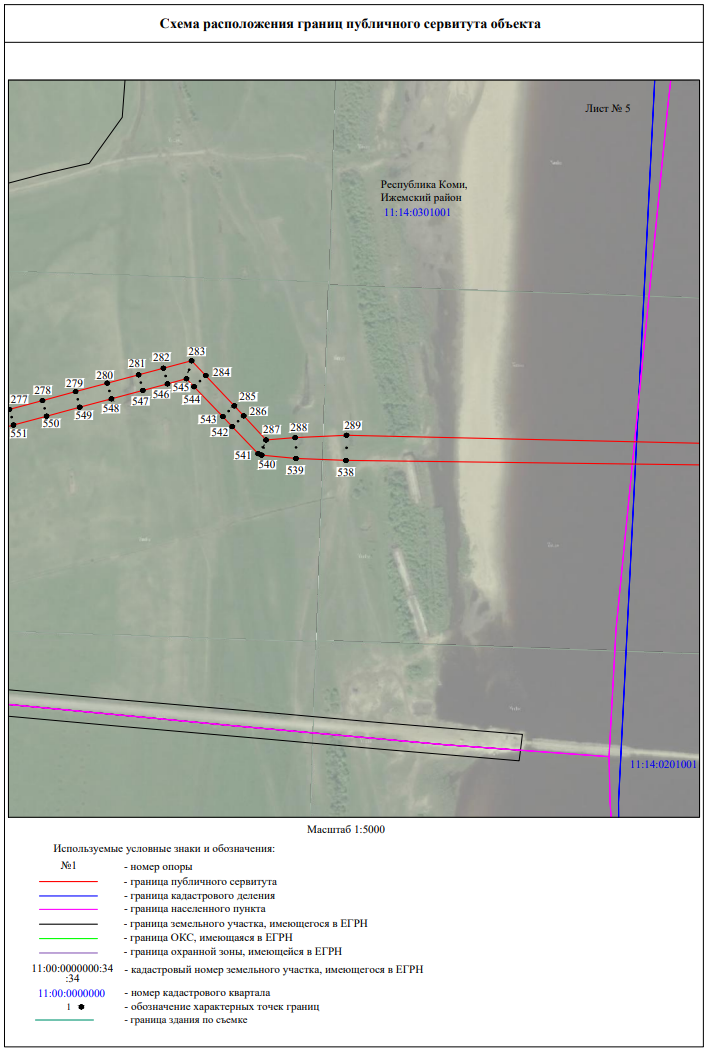 Схема расположения границ публичного сервитута объекта
Лист № 5
Республика Коми,
Ижемский район
11:14:0301001
277
278
279
280
281
282
283
284
285
286
287
288
289
551
550
549
548
547
546
545
544
543
542
541
540
539
538
11:14:0201001
Масштаб 1:5000
Используемые условные знаки и обозначения:
№1 - номер опоры
- граница публичного сервитута
- граница кадастрового деления
- граница населенного пункта
- граница земельного участка, имеющегося в ЕГРН
- граница ОКС, имеющаяся в ЕГРН
- граница охранной зоны, имеющейся в ЕГРН
11:00:0000000:34
:34
- кадастровый номер земельного участка, имеющегося в ЕГРН
11:00:0000000 - номер кадастрового квартала
1 - обозначение характерных точек границ
- граница здания по съемке